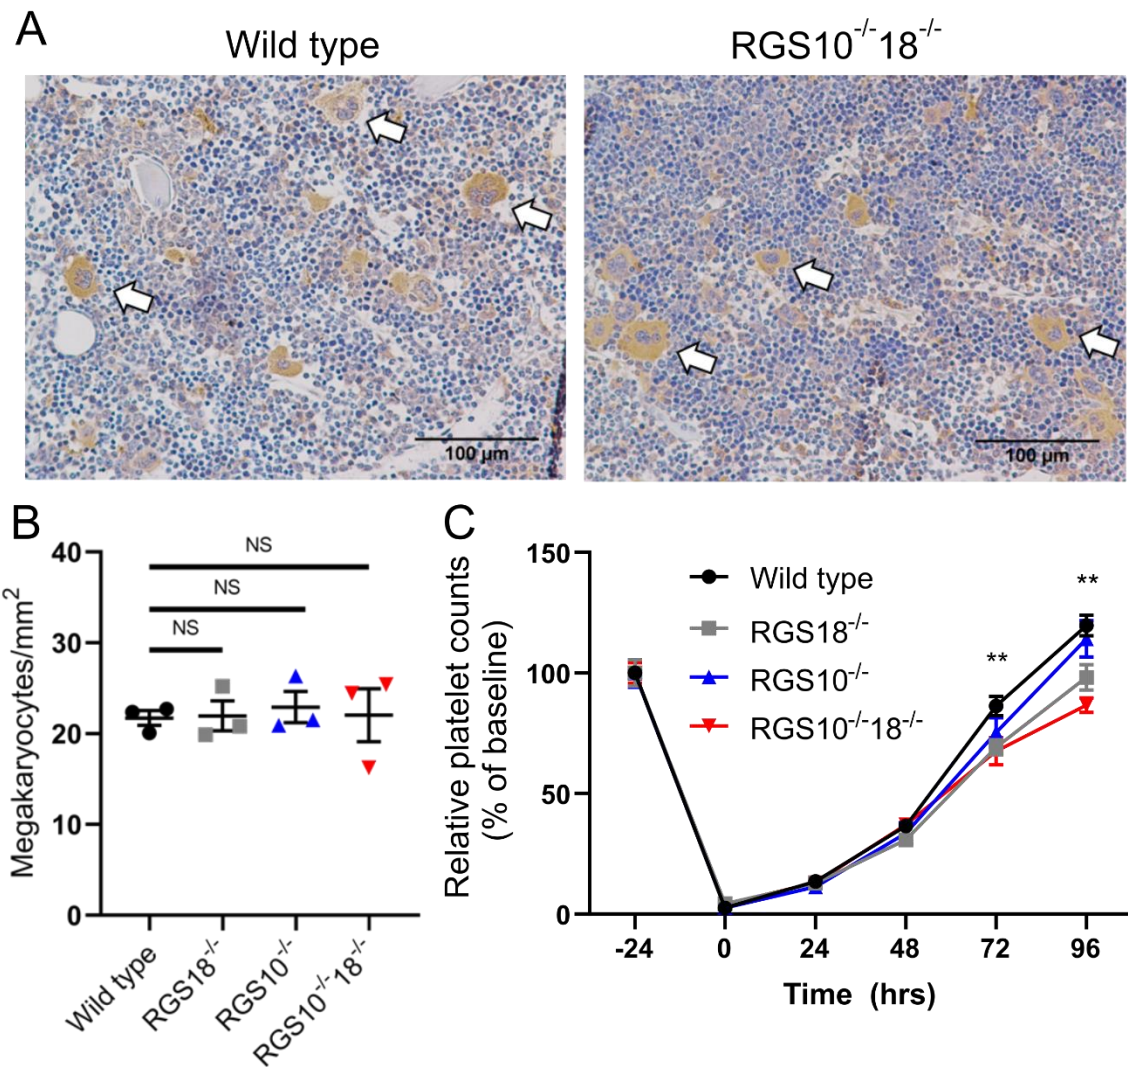 A
Wild type
RGS10⁻/⁻18⁻/⁻
100 µm
100 µm
B
Megakaryocytes/mm²
40
30
20
10
0
NS
NS
NS
Wild type
RGS18⁻/⁻
RGS10⁻/⁻
RGS10⁻/⁻18⁻/⁻
C
Relative platelet counts
(% of baseline)
150
100
50
0
Wild type
RGS18⁻/⁻
RGS10⁻/⁻
RGS10⁻/⁻18⁻/⁻
**
**
-24
0
24
48
72
96
Time (hrs)